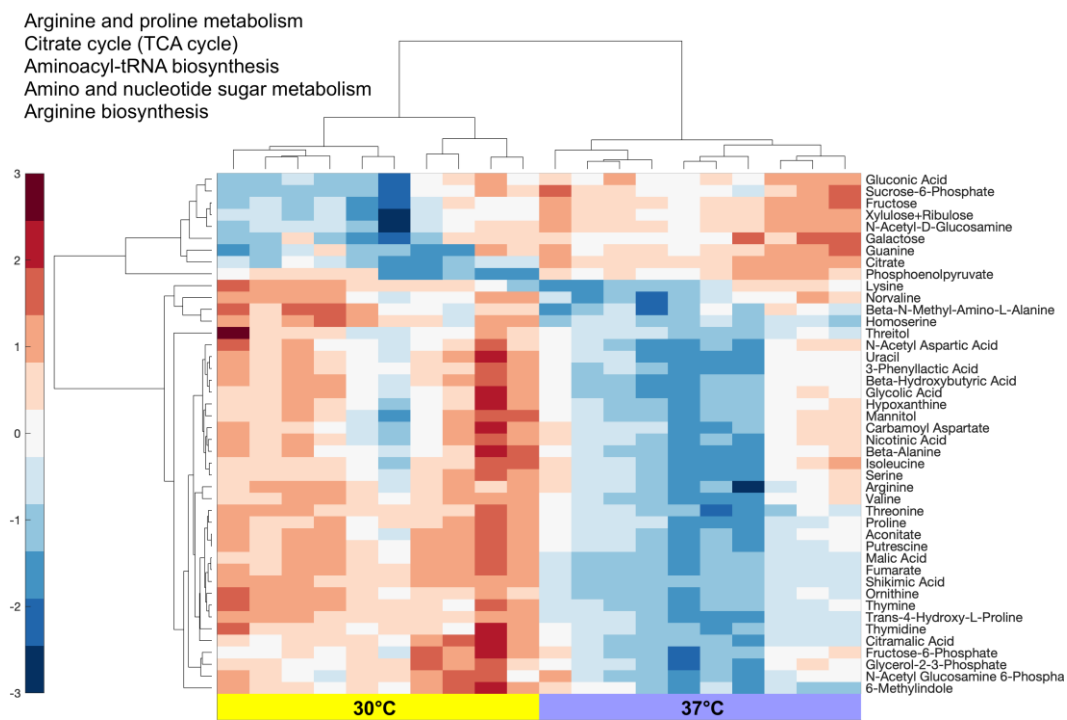 Arginine and proline metabolism
Citrate cycle (TCA cycle)
Aminoacyl-tRNA biosynthesis
Amino and nucleotide sugar metabolism
Arginine biosynthesis
3
2
1
0
-1
-2
-3
Gluconic Acid
Sucrose-6-Phosphate
Fructose
Xylulose+Ribulose
N-Acetyl-D-Glucosamine
Galactose
Guanine
Citrate
Phosphoenolpyruvate
Lysine
Norvaline
Beta-N-Methyl-Amino-L-Alanine
Homoserine
Threitol
N-Acetyl Aspartic Acid
Uracil
3-Phenyllactic Acid
Beta-Hydroxybutyric Acid
Glycolic Acid
Hypoxanthine
Mannitol
Carbamoyl Aspartate
Nicotinic Acid
Beta-Alanine
Isoleucine
Serine
Arginine
Valine
Threonine
Proline
Aconitate
Putrescine
Malic Acid
Fumarate
Shikimic Acid
Ornithine
Thymine
Trans-4-Hydroxy-L-Proline
Thymidine
Citramalic Acid
Fructose-6-Phosphate
Glycerol-2-3-Phosphate
N-Acetyl Glucosamine 6-Phospha
6-Methylindole
30°C
37°C